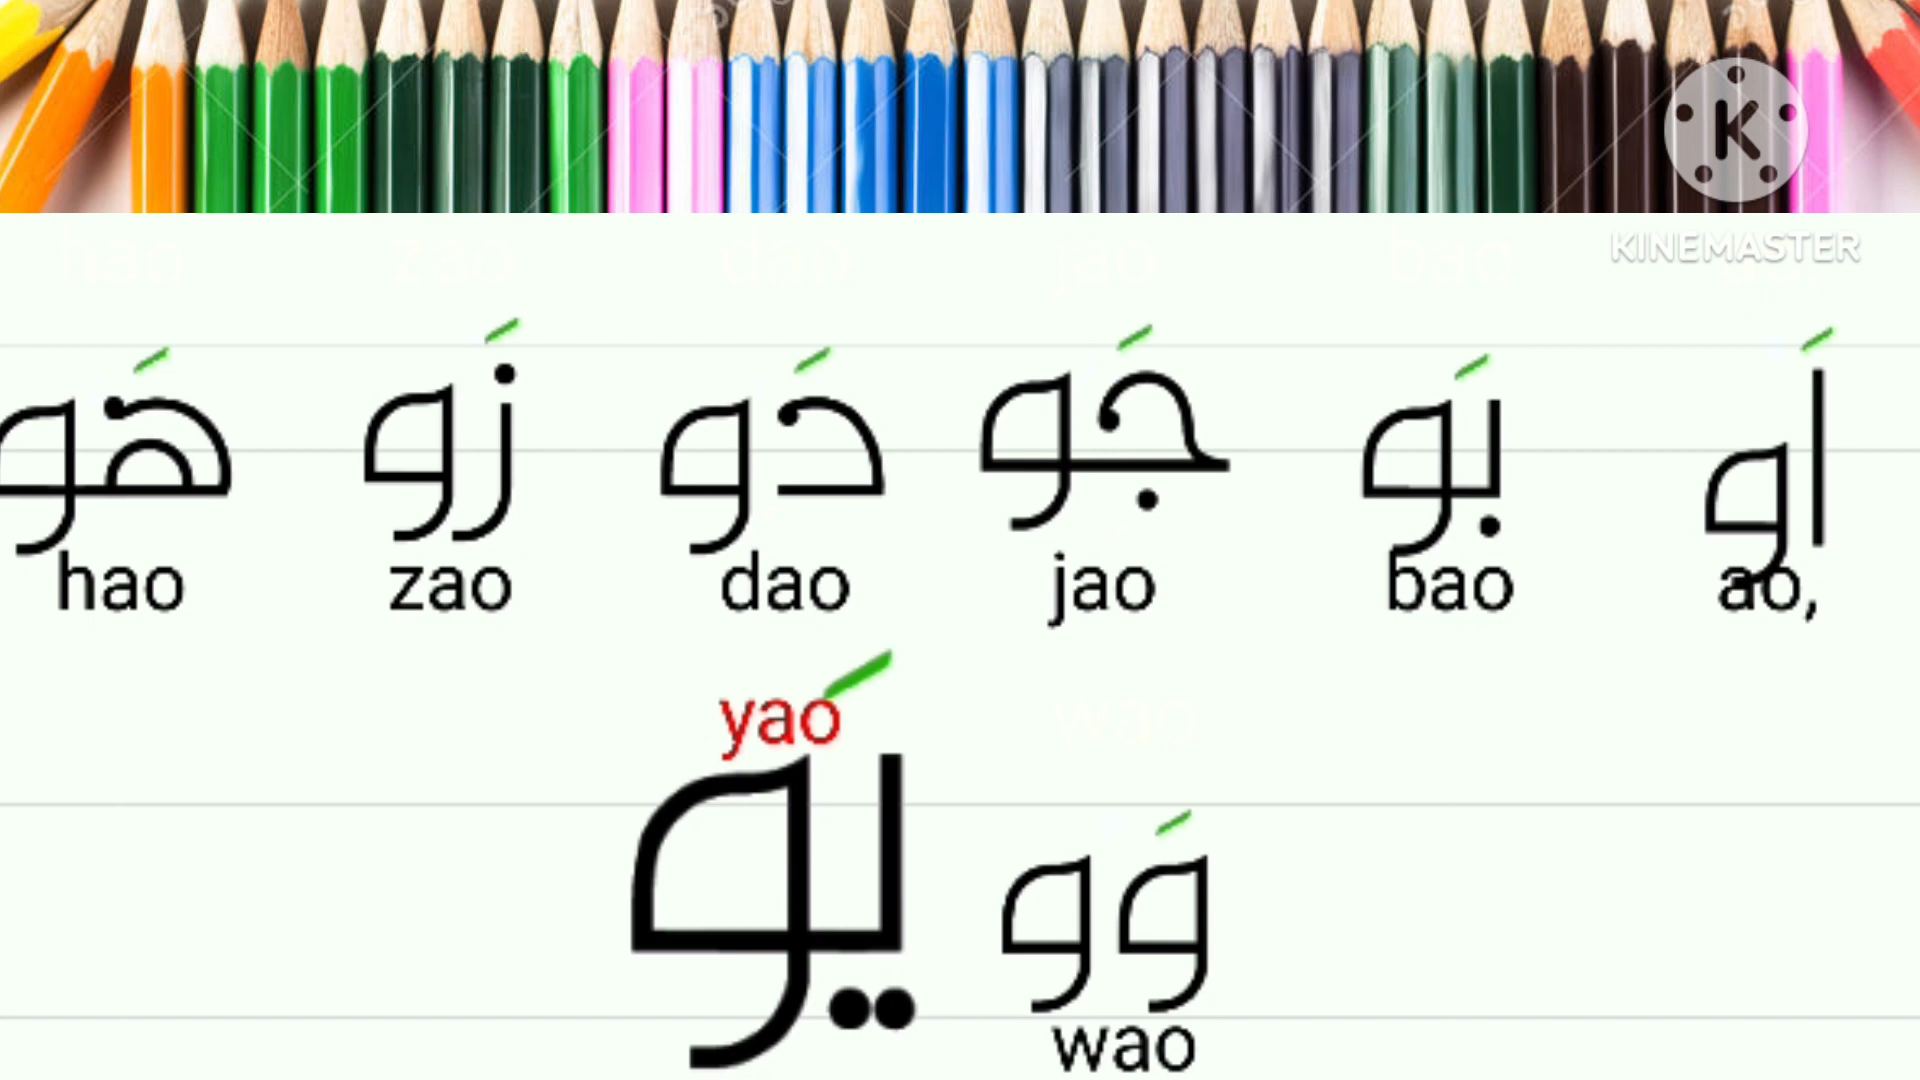 K
KINEMASTER
اَو بَو جَو دَو زَو هَو
hao zao dao jao bao ao,
yao
يَو وَو
wao